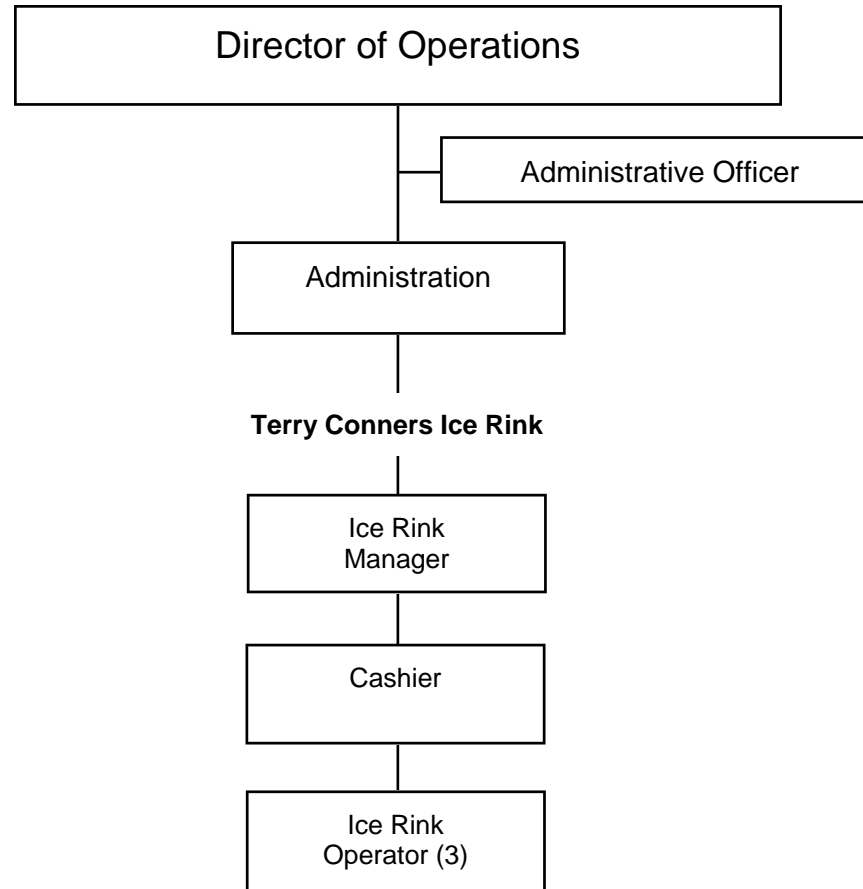 Director of Operations
Administrative Officer
Administration
Terry Conners Ice Rink
Ice Rink
Manager
Cashier
Ice Rink
Operator (3)